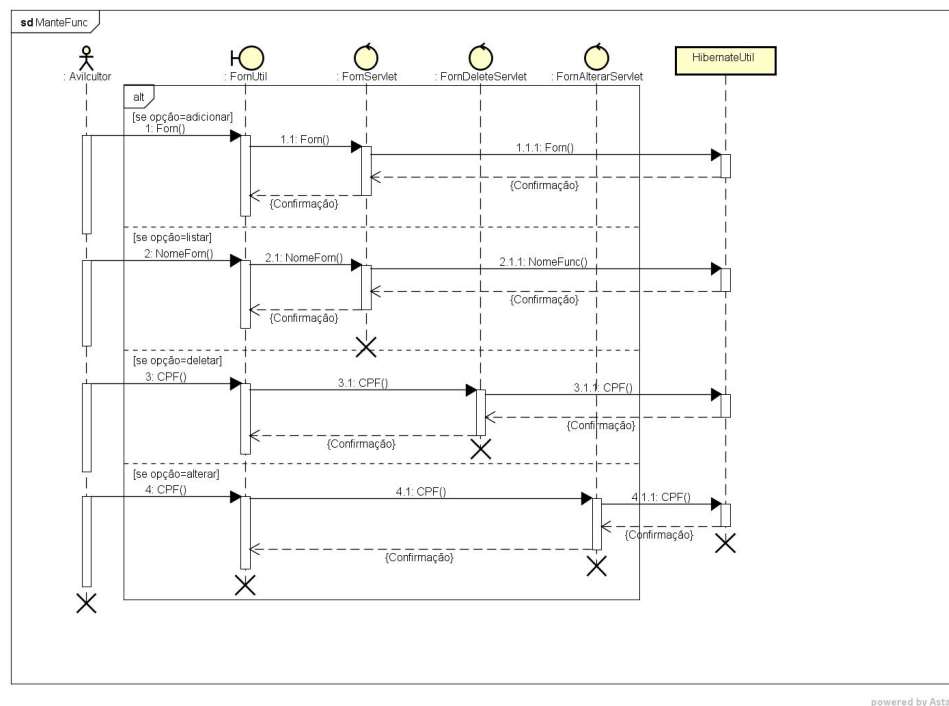 sd ManteFunc
: Avilcultor
: FornUtil
: FornServlet
: FornDeleteServlet
: FornAlterarServlet
HibernateUtil
alt
[se opção=adicionar]
1: Forn()
1.1: Forn()
1.1.1: Forn()
{Confirmação}
{Confirmação}
[se opção=listar]
2: NomeForn()
2.1: NomeForn()
2.1.1: NomeFunc()
{Confirmação}
{Confirmação}
[se opção=deletar]
3: CPF()
3.1: CPF()
3.1.1: CPF()
{Confirmação}
{Confirmação}
[se opção=alterar]
4: CPF()
4.1: CPF()
4.1.1: CPF()
{Confirmação}
{Confirmação}
powered by Asta